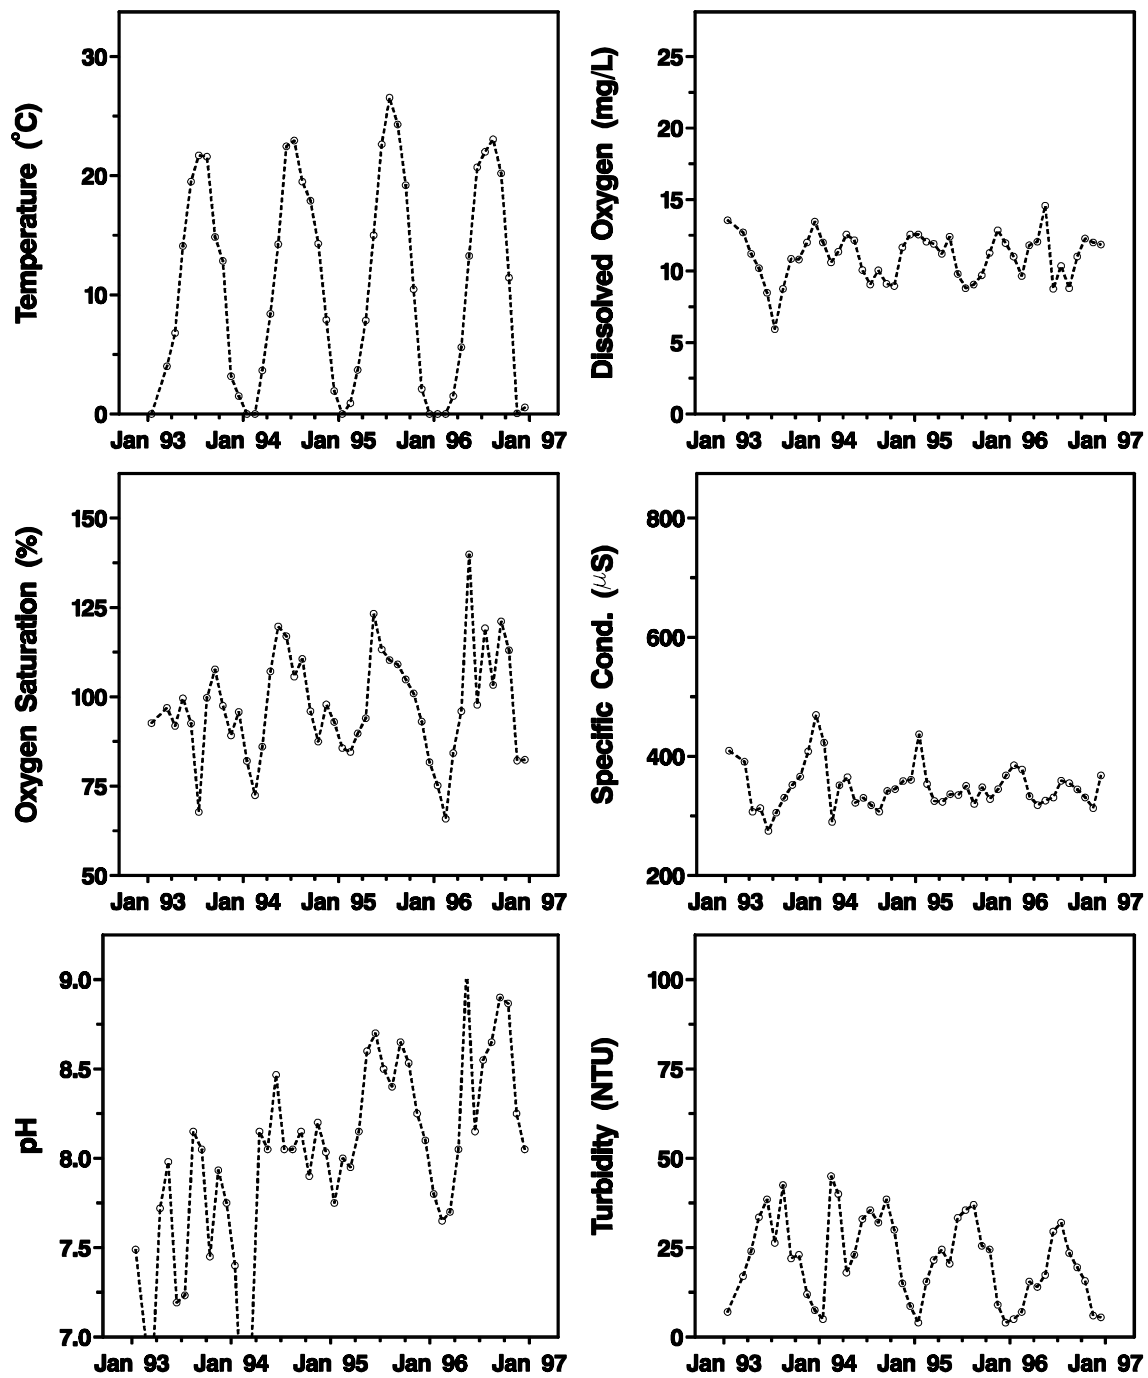 Temperature (°C)
30
20
10
0
Jan 93 Jan 94 Jan 95 Jan 96 Jan 97
Dissolved Oxygen (mg/L)
25
20
15
10
5
0
Jan 93 Jan 94 Jan 95 Jan 96 Jan 97
Oxygen Saturation (%)
150
125
100
75
50
Jan 93 Jan 94 Jan 95 Jan 96 Jan 97
Specific Cond. (μS)
800
600
400
200
Jan 93 Jan 94 Jan 95 Jan 96 Jan 97
pH
9.0
8.5
8.0
7.5
7.0
Jan 93 Jan 94 Jan 95 Jan 96 Jan 97
Turbidity (NTU)
100
75
50
25
0
Jan 93 Jan 94 Jan 95 Jan 96 Jan 97